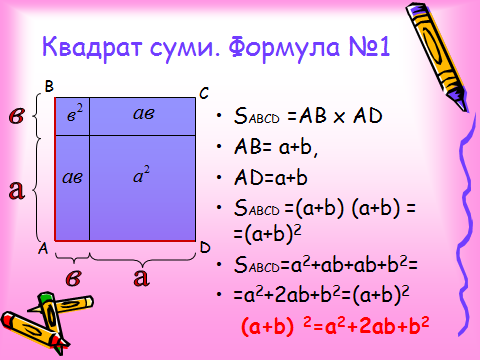 Квадрат суми. Формула №1
B
C
в
в²
ав
а
ав
а²
A
D
в
а
• SABCD =AB x AD
• AB= a+b,
• AD=a+b
• SABCD =(a+b) (a+b) =
=(a+b)²
• SABCD=a²+ab+ab+b²=
• =a²+2ab+b²=(a+b)²
(a+b) ²=a²+2ab+b²